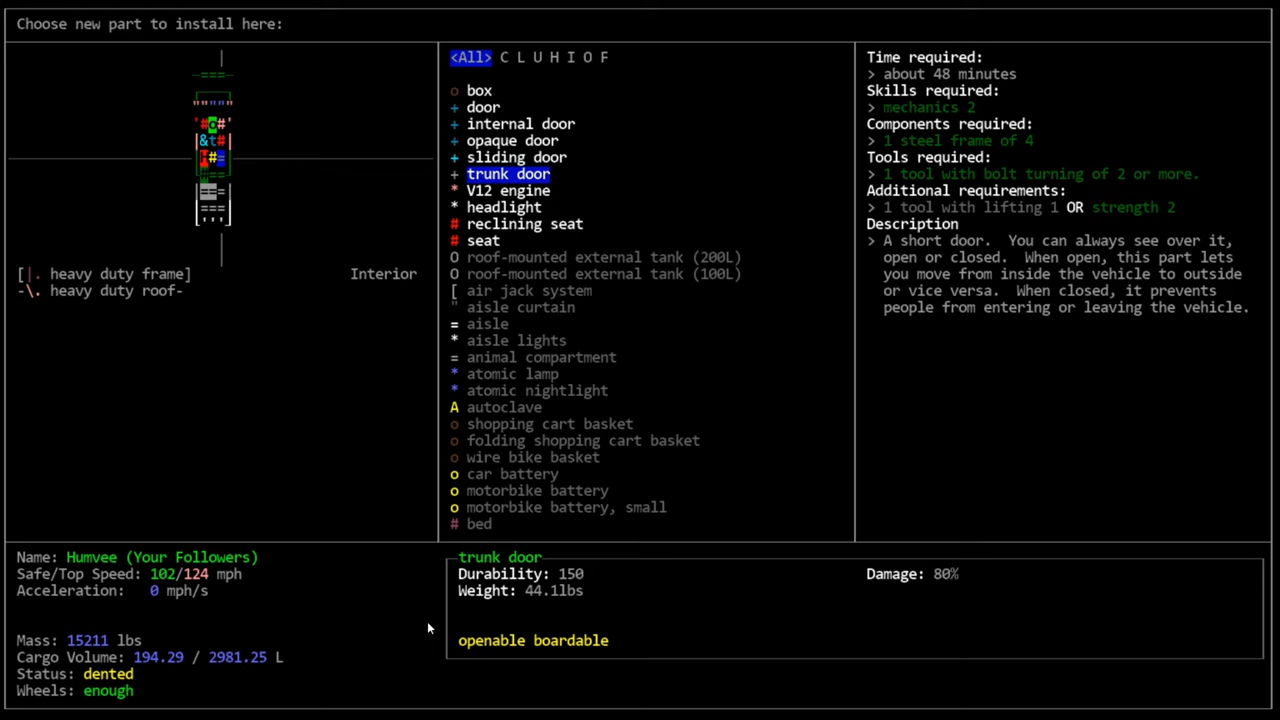 Choose new part to install here:
[|. heavy duty frame] Interior
-\. heavy duty roof-
<All> C L U H I O F
o box
+ door
+ internal door
+ opaque door
+ sliding door
+ trunk door
* V12 engine
* headlight
# reclining seat
# seat
O roof-mounted external tank (200L)
O roof-mounted external tank (100L)
[ air jack system
" aisle curtain
= aisle
* aisle lights
= animal compartment
* atomic lamp
* atomic nightlight
A autoclave
o shopping cart basket
o folding shopping cart basket
o wire bike basket
o car battery
o motorbike battery
o motorbike battery, small
# bed
Time required:
> about 48 minutes
Skills required:
> mechanics 2
Components required:
> 1 steel frame of 4
Tools required:
> 1 tool with bolt turning of 2 or more.
Additional requirements:
> 1 tool with lifting 1 OR strength 2
Description
> A short door.  You can always see over it,
open or closed.  When open, this part lets
you move from inside the vehicle to outside
or vice versa.  When closed, it prevents
people from entering or leaving the vehicle.
Name: Humvee (Your Followers)
Safe/Top Speed: 102/124 mph
Acceleration: 0 mph/s
Mass: 15211 lbs
Cargo Volume: 194.29 / 2981.25 L
Status: dented
Wheels: enough
trunk door
Durability: 150 Damage: 80%
Weight: 44.1lbs
openable boardable